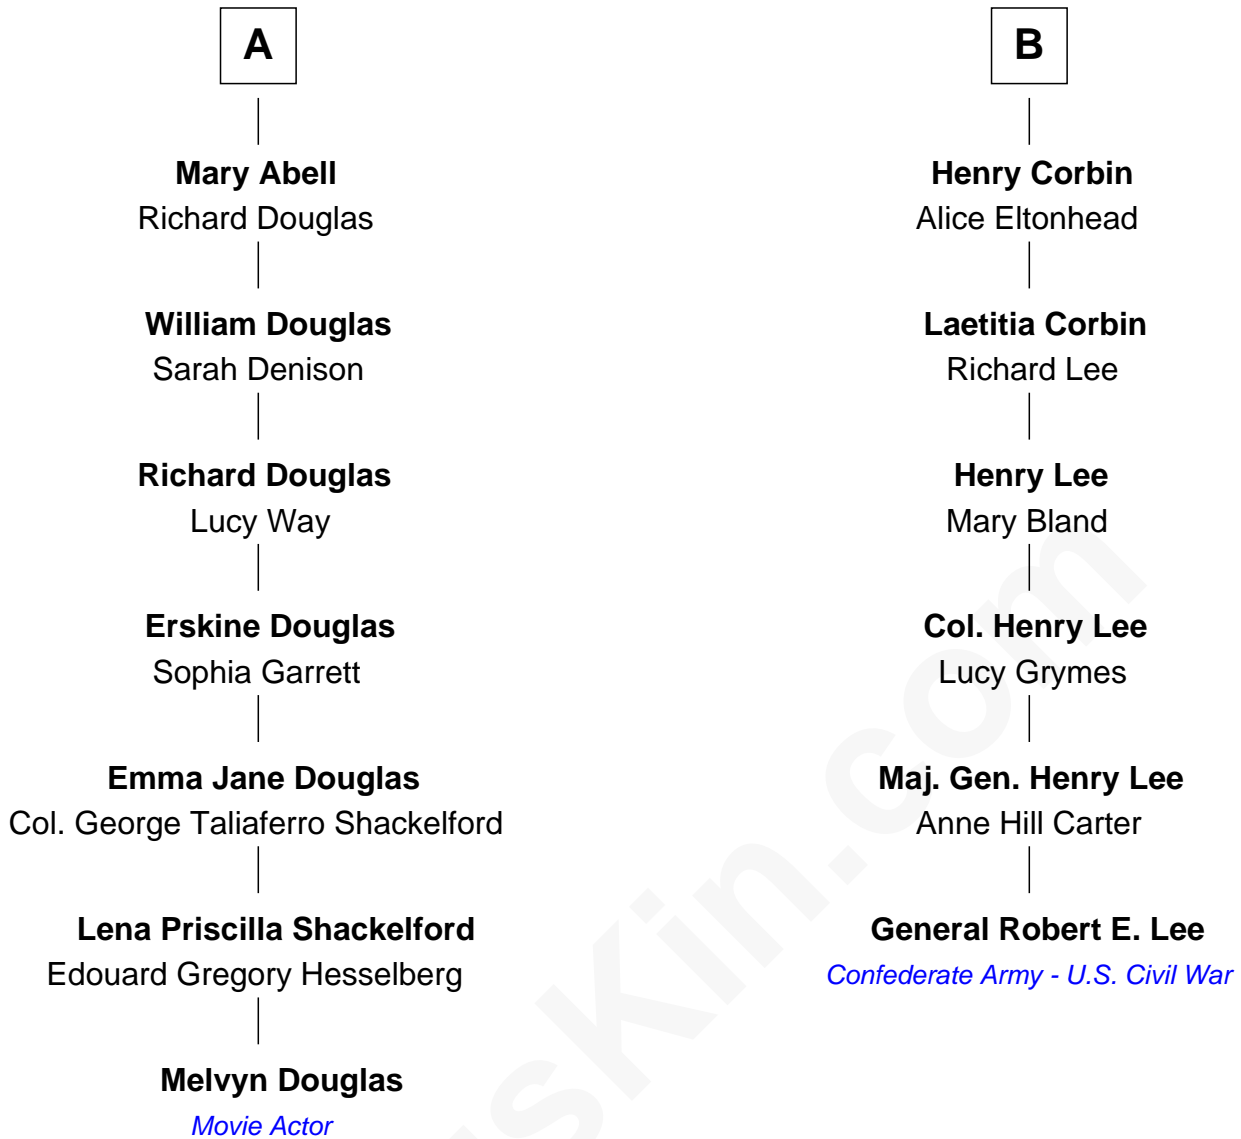 A
Mary Abell
Richard Douglas
William Douglas
Sarah Denison
Richard Douglas
Lucy Way
Erskine Douglas
Sophia Garrett
Emma Jane Douglas
Col. George Taliaferro Shackelford
Lena Priscilla Shackelford
Edouard Gregory Hesselberg
Melvyn Douglas
Movie Actor
B
Henry Corbin
Alice Eltonhead
Laetitia Corbin
Richard Lee
Henry Lee
Mary Bland
Col. Henry Lee
Lucy Grymes
Maj. Gen. Henry Lee
Anne Hill Carter
General Robert E. Lee
Confederate Army - U.S. Civil War
sKin.com